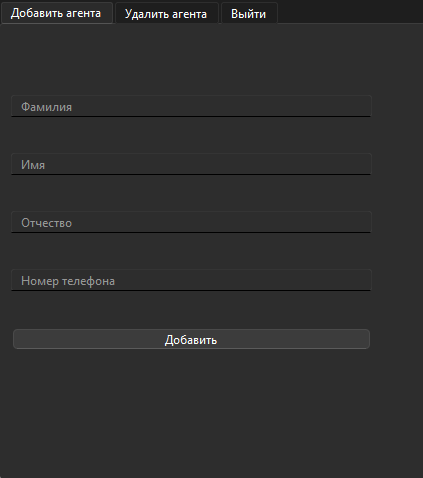 Добавить агента Удалить агента Выйти
Фамилия
Имя
Отчество
Номер телефона
Добавить